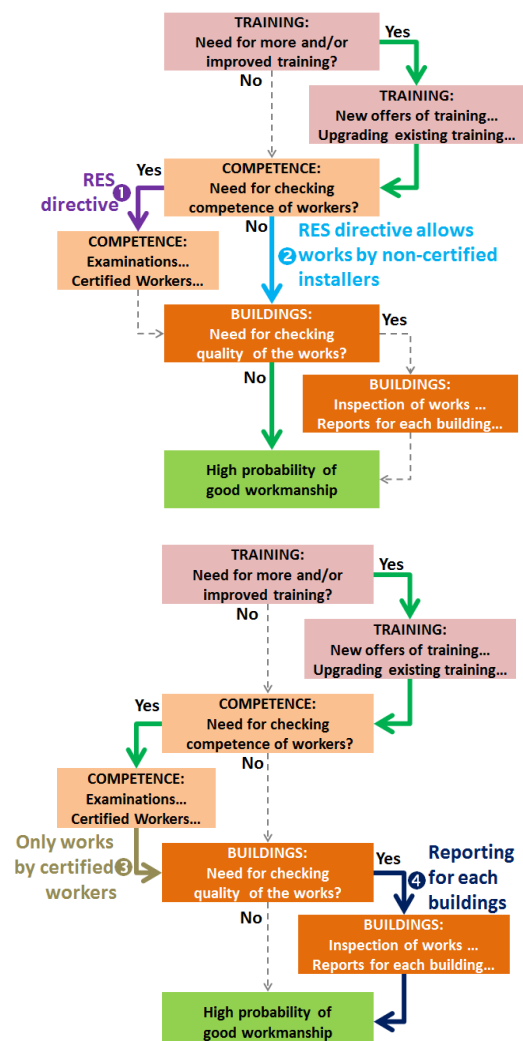 TRAINING:
Need for more and/or
improved training?
Yes
No
TRAINING:
New offers of training...
Upgrading existing training...
Yes
RES
directive
1
COMPETENCE:
Need for checking
competence of workers?
No
COMPETENCE:
Examinations...
Certified Workers...
RES directive allows
2 works by non-certified
installers
BUILDINGS:
Need for checking
quality of the works?
Yes
No
BUILDINGS:
Inspection of works ...
Reports for each building...
High probability of
good workmanship
TRAINING:
Need for more and/or
improved training?
Yes
No
TRAINING:
New offers of training...
Upgrading existing training...
Yes
COMPETENCE:
Need for checking
competence of workers?
No
COMPETENCE:
Examinations...
Certified Workers...
Only works
by certified 3
workers
BUILDINGS:
Need for checking
quality of the works?
Yes
No
Reporting
4 for each
buildings
BUILDINGS:
Inspection of works ...
Reports for each building...
High probability of
good workmanship